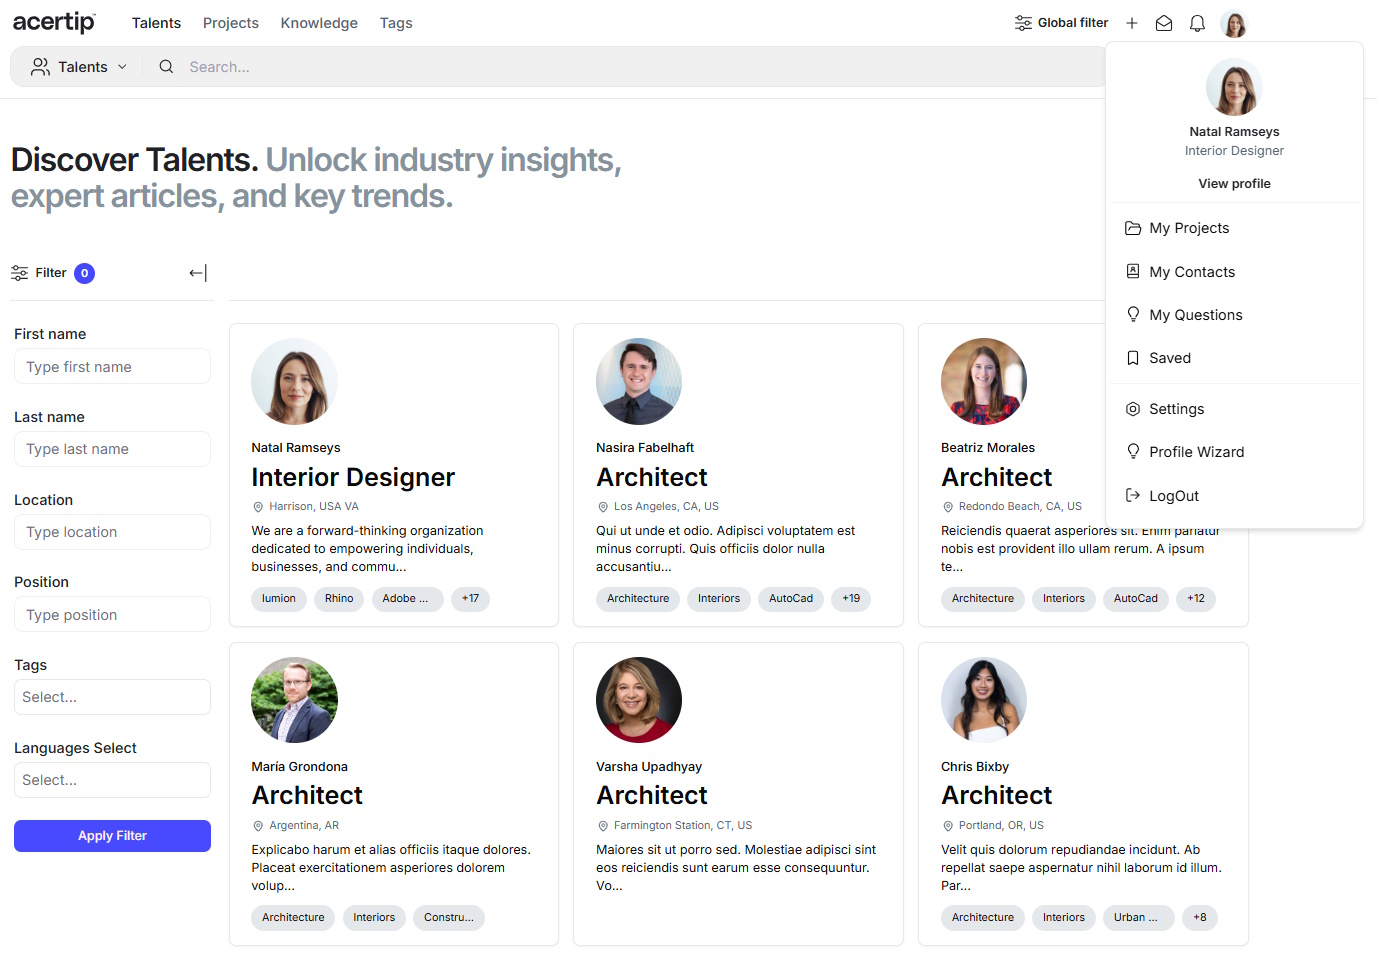 acertip™
Talents
Projects
Knowledge
Tags
Global filter
Talents
Search...
Natal Ramseys
Interior Designer
View profile
My Projects
My Contacts
My Questions
Saved
Settings
Profile Wizard
LogOut
Discover Talents. Unlock industry insights,
expert articles, and key trends.
Filter 0
First name
Type first name
Last name
Type last name
Location
Type location
Position
Type position
Tags
Select...
Languages Select
Select...
Apply Filter
Natal Ramseys
Interior Designer
Harrison, USA VA
We are a forward-thinking organization
dedicated to empowering individuals,
businesses, and commu...
lumion Rhino Adobe ... +17
Nasira Fabelhaft
Architect
Los Angeles, CA, US
Qui ut unde et odio. Adipisci voluptatem est
minus corrupti. Quis officiis dolor nulla
accusantiu...
Architecture Interiors AutoCad +19
Beatriz Morales
Architect
Redondo Beach, CA, US
Reiciendis quaerat asperiores sit. Enim pariatur
nobis est provident illo ullam rerum. A ipsum
te...
Architecture Interiors AutoCad +12
María Grondona
Architect
Argentina, AR
Explicabo harum et alias officiis itaque dolores.
Placeat exercitationem asperiores dolorem
volup...
Architecture Interiors Constru...
Varsha Upadhyay
Architect
Farmington Station, CT, US
Maiores sit ut porro sed. Molestiae adipisci sint
eos reiciendis sunt earum esse consequuntur.
Vo...
Chris Bixby
Architect
Portland, OR, US
Velit quis dolorum repudiandae incidunt. Ab
repellat saepe aspernatur nihil laborum id illum.
Par...
Architecture Interiors Urban ... +8